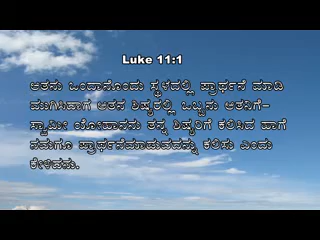 Luke 11:1
ಆತನು ಒಂದಾನೊಂದು ಸ್ಥಳದಲ್ಲಿ ಪ್ರಾರ್ಥನೆ ಮಾಡಿ
ಮುಗಿಸಿದಾಗ ಆತನ ಶಿಷ್ಯರಲ್ಲಿ ಒಬ್ಬನು ಆತನಿಗೆ-
ಸ್ವಾಮೀ ಯೋಹಾನನು ತನ್ನ ಶಿಷ್ಯರಿಗೆ ಕಲಿಸಿದ ಹಾಗೆ
ನಮಗೂ ಪ್ರಾರ್ಥನೆಮಾಡುವದನ್ನು ಕಲಿಸು ಎಂದು
ಕೇಳಿದನು.